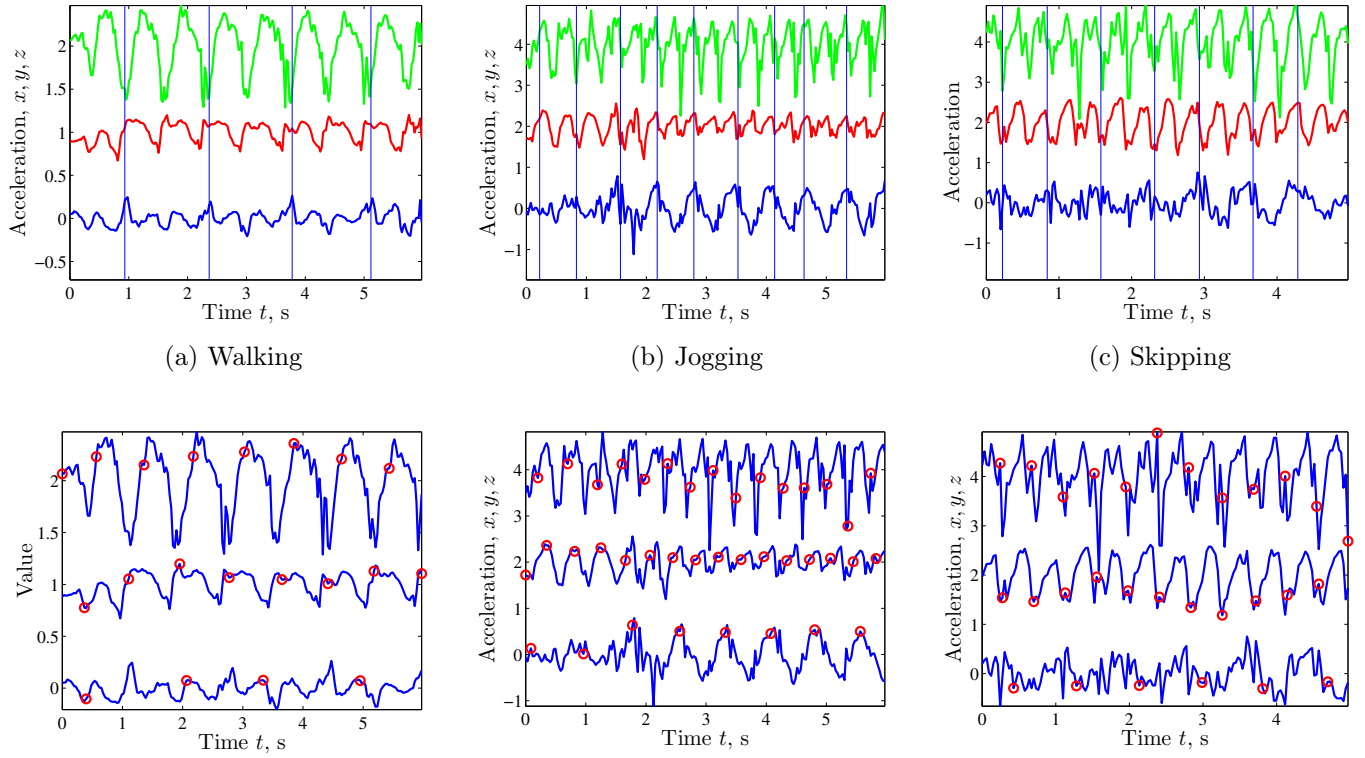 Acceleration, x, y, z
2
1.5
1
0.5
0
−0.5
0 1 2 3 4 5
Time t, s
(a) Walking
Acceleration, x, y, z
4
3
2
1
0
−1
0 1 2 3 4 5
Time t, s
(b) Jogging
Acceleration
4
3
2
1
0
1
0 1 2 3 4
Time t, s
(c) Skipping
Value
2
1.5
1
0.5
0
0 1 2 3 4 5 6
Time t, s
Acceleration, x, y, z
4
3
2
1
0
−1
0 1 2 3 4 5
Time t, s
Acceleration, x, y, z
4
3
2
1
0
0 1 2 3 4
Time t, s